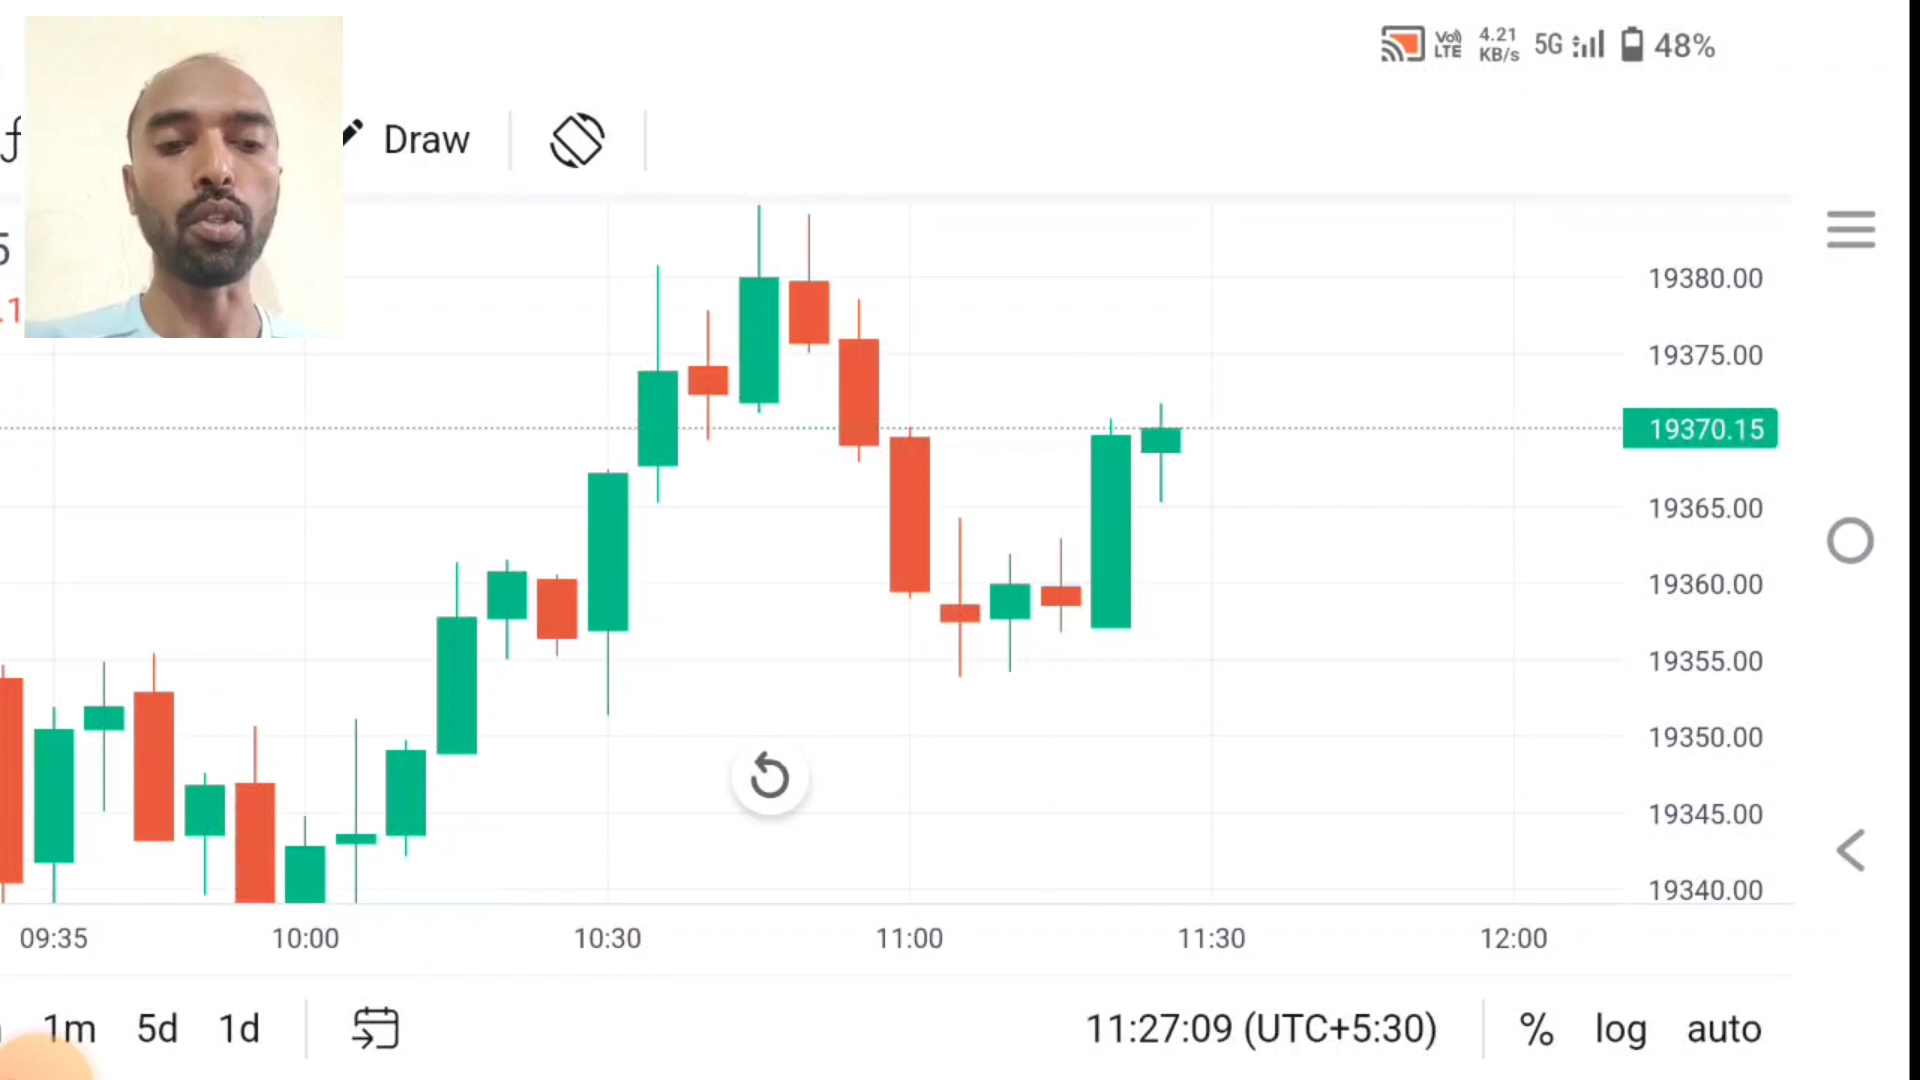 Vo)) LTE 4.21 KB/s 5G 48%
Draw
5
.1
19380.00
19375.00
19370.15
19365.00
19360.00
19355.00
19350.00
19345.00
19340.00
09:35 10:00 10:30 11:00 11:30 12:00
1m 5d 1d 11:27:09 (UTC+5:30) % log auto